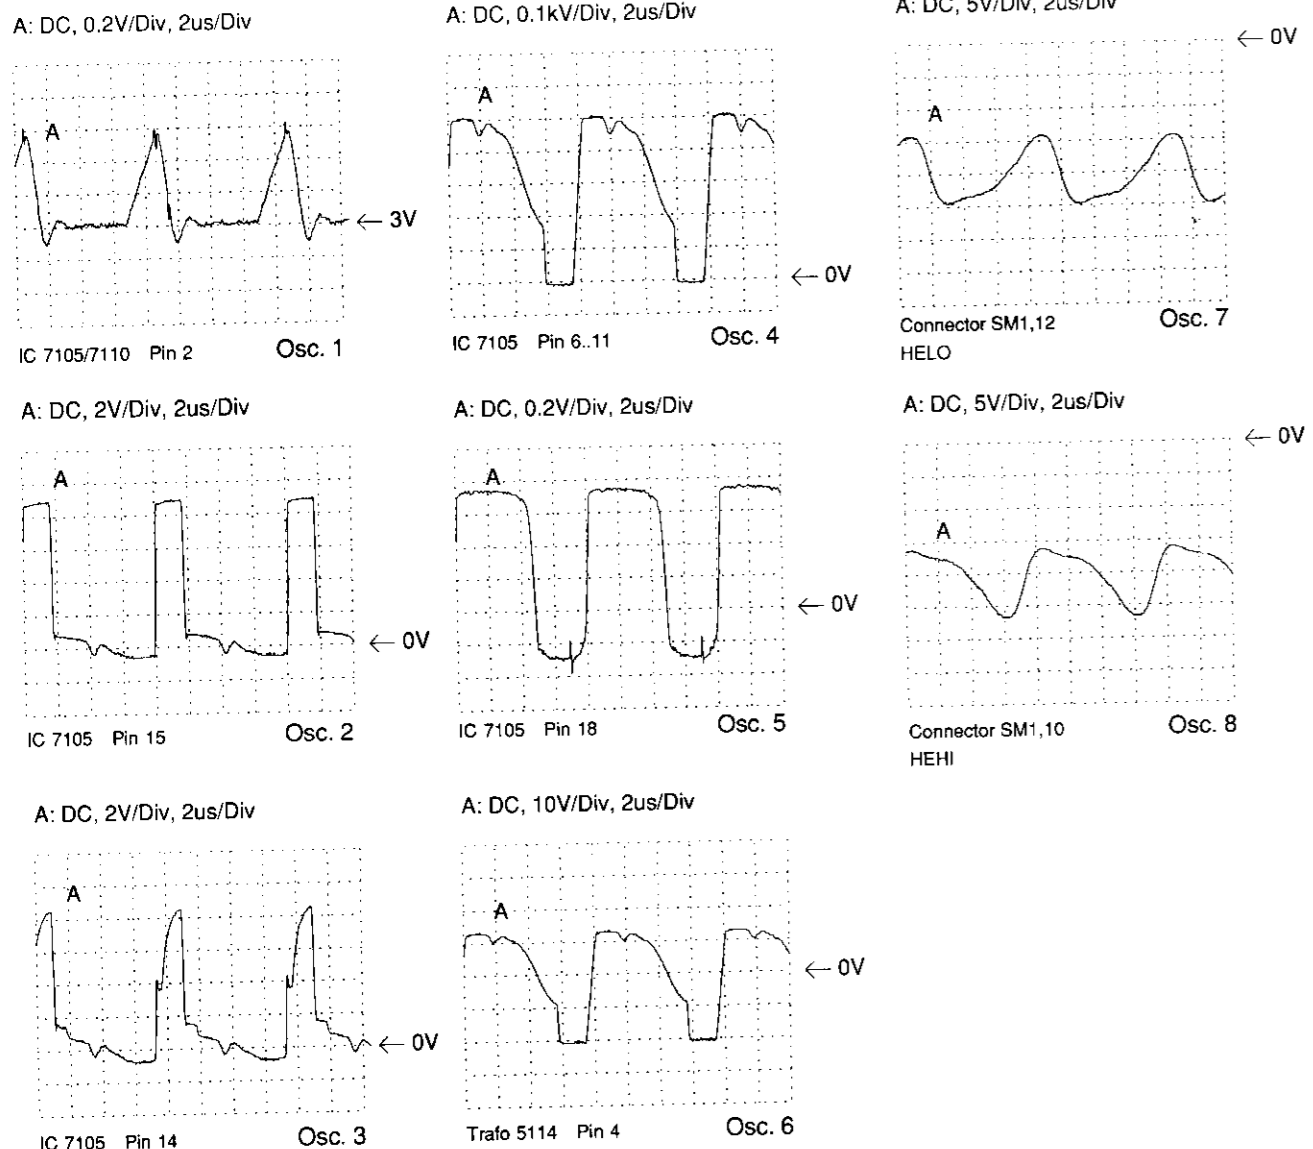 A: DC, 0.2V/Div, 2us/Div
A
← 3V
IC 7105/7110 Pin 2
Osc. 1
A: DC, 0.1kV/Div, 2us/Div
A
← 0V
IC 7105 Pin 6..11
Osc. 4
A: DC, 5V/Div, 2us/Div
← 0V
A
Connector SM1,12
HELO
Osc. 7
A: DC, 2V/Div, 2us/Div
A
← 0V
IC 7105 Pin 15
Osc. 2
A: DC, 0.2V/Div, 2us/Div
A
← 0V
IC 7105 Pin 18
Osc. 5
A: DC, 5V/Div, 2us/Div
← 0V
A
Connector SM1,10
HEHI
Osc. 8
A: DC, 2V/Div, 2us/Div
A
← 0V
IC 7105 Pin 14
Osc. 3
A: DC, 10V/Div, 2us/Div
A
← 0V
Trafo 5114 Pin 4
Osc. 6